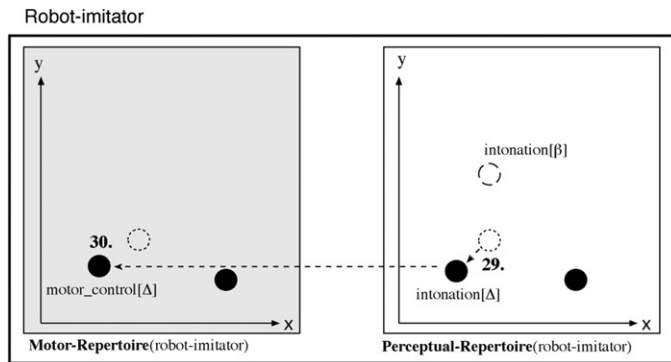 Robot-imitator
y
30.
motor_control[Δ]
x
Motor-Repertoire(robot-imitator)
y
intonation[β]
29.
intonation[Δ]
x
Perceptual-Repertoire(robot-imitator)